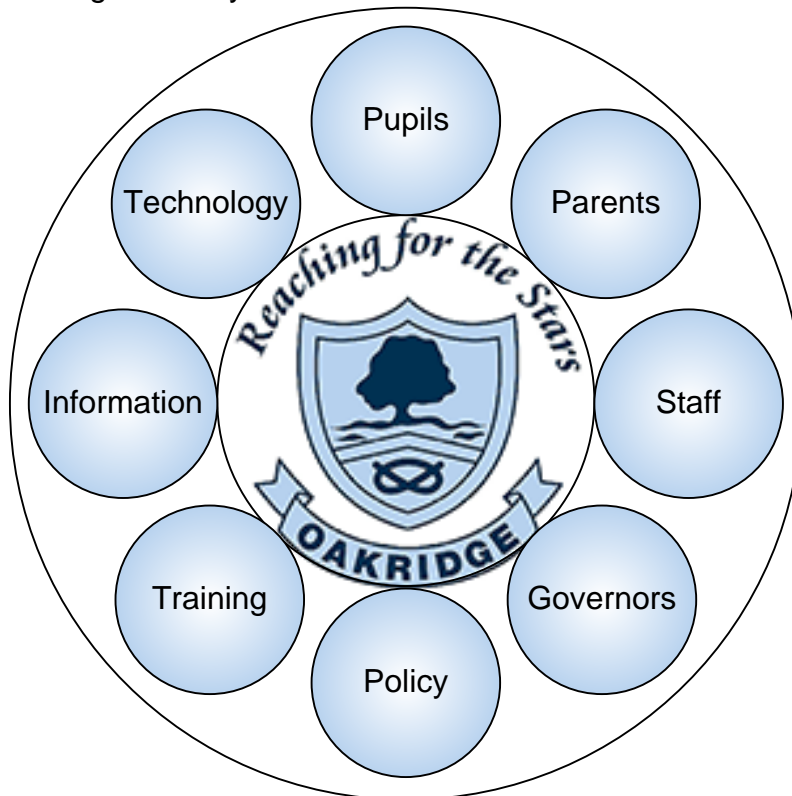 Pupils
Technology
Parents
Reaching for the Stars
Information
Staff
OAKRIDGE
Training
Governors
Policy